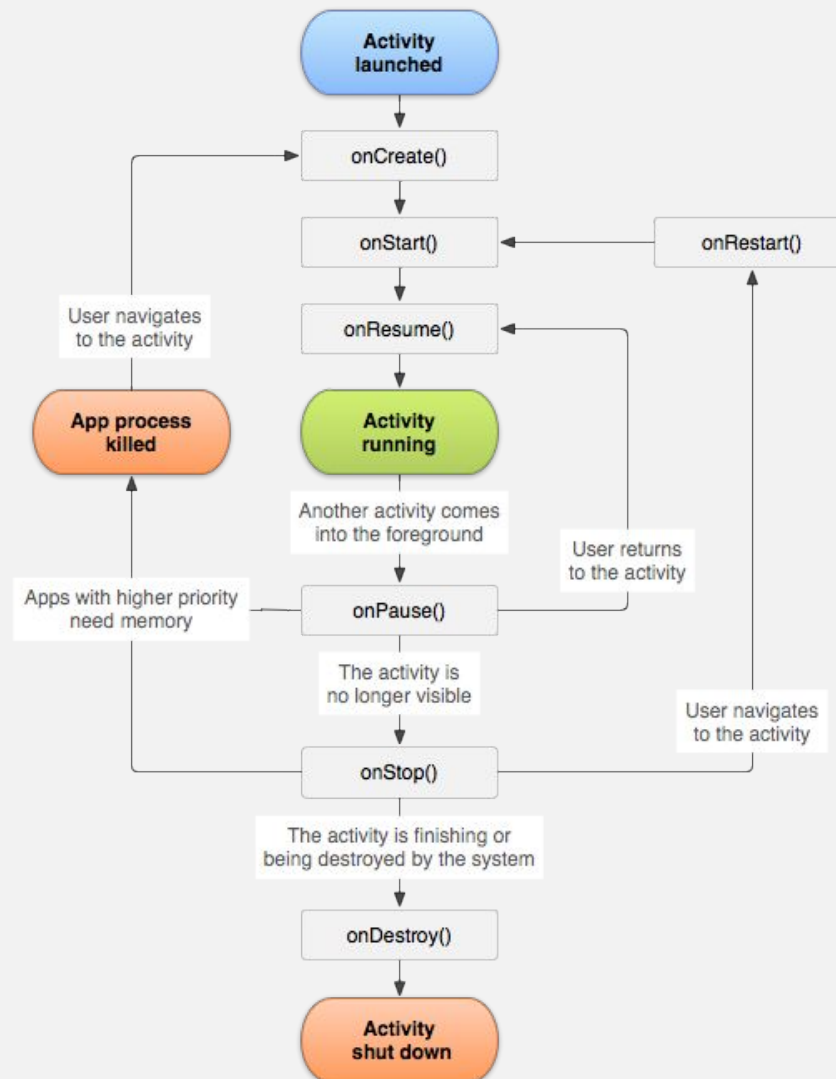 Activity
launched
onCreate()
onStart()
onRestart()
User navigates
to the activity
onResume()
App process
killed
Activity
running
Another activity comes
into the foreground
User returns
to the activity
Apps with higher priority
need memory
onPause()
The activity is
no longer visible
User navigates
to the activity
onStop()
The activity is finishing or
being destroyed by the system
onDestroy()
Activity
shut down